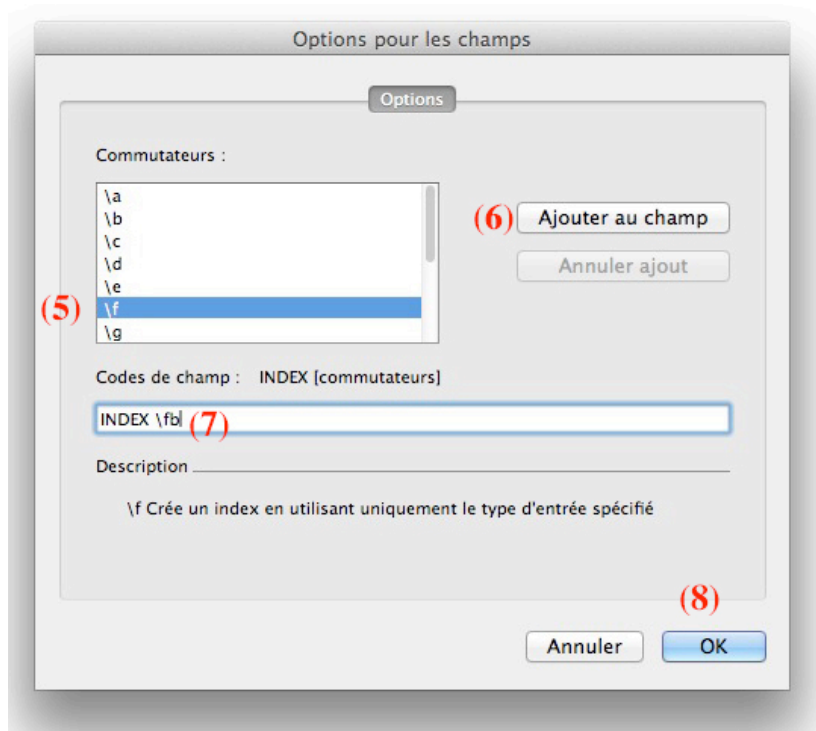 Options pour les champs
Options
Commutateurs :
\a
\b
\c
\d
\e
(5) \f
\g
(6) Ajouter au champ
Annuler ajout
Codes de champ : INDEX [commutateurs]
INDEX \fb (7)
Description
\f Crée un index en utilisant uniquement le type d'entrée spécifié
(8)
Annuler OK